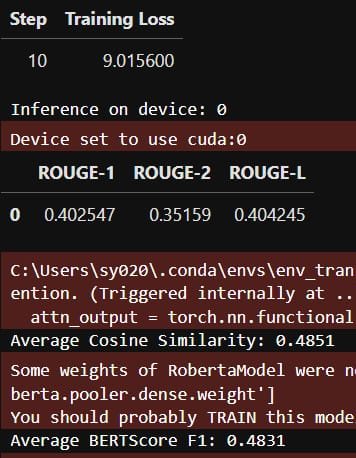 Step Training Loss
10 9.015600
Inference on device: 0
Device set to use cuda:0
ROUGE-1 ROUGE-2 ROUGE-L
0 0.402547 0.35159 0.404245
C:\Users\sy020\.conda\envs\env_tran
ention. (Triggered internally at ..
attn_output = torch.nn.functional
Average Cosine Similarity: 0.4851
Some weights of RobertaModel were no
berta.pooler.dense.weight']
You should probably TRAIN this mode
Average BERTScore F1: 0.4831